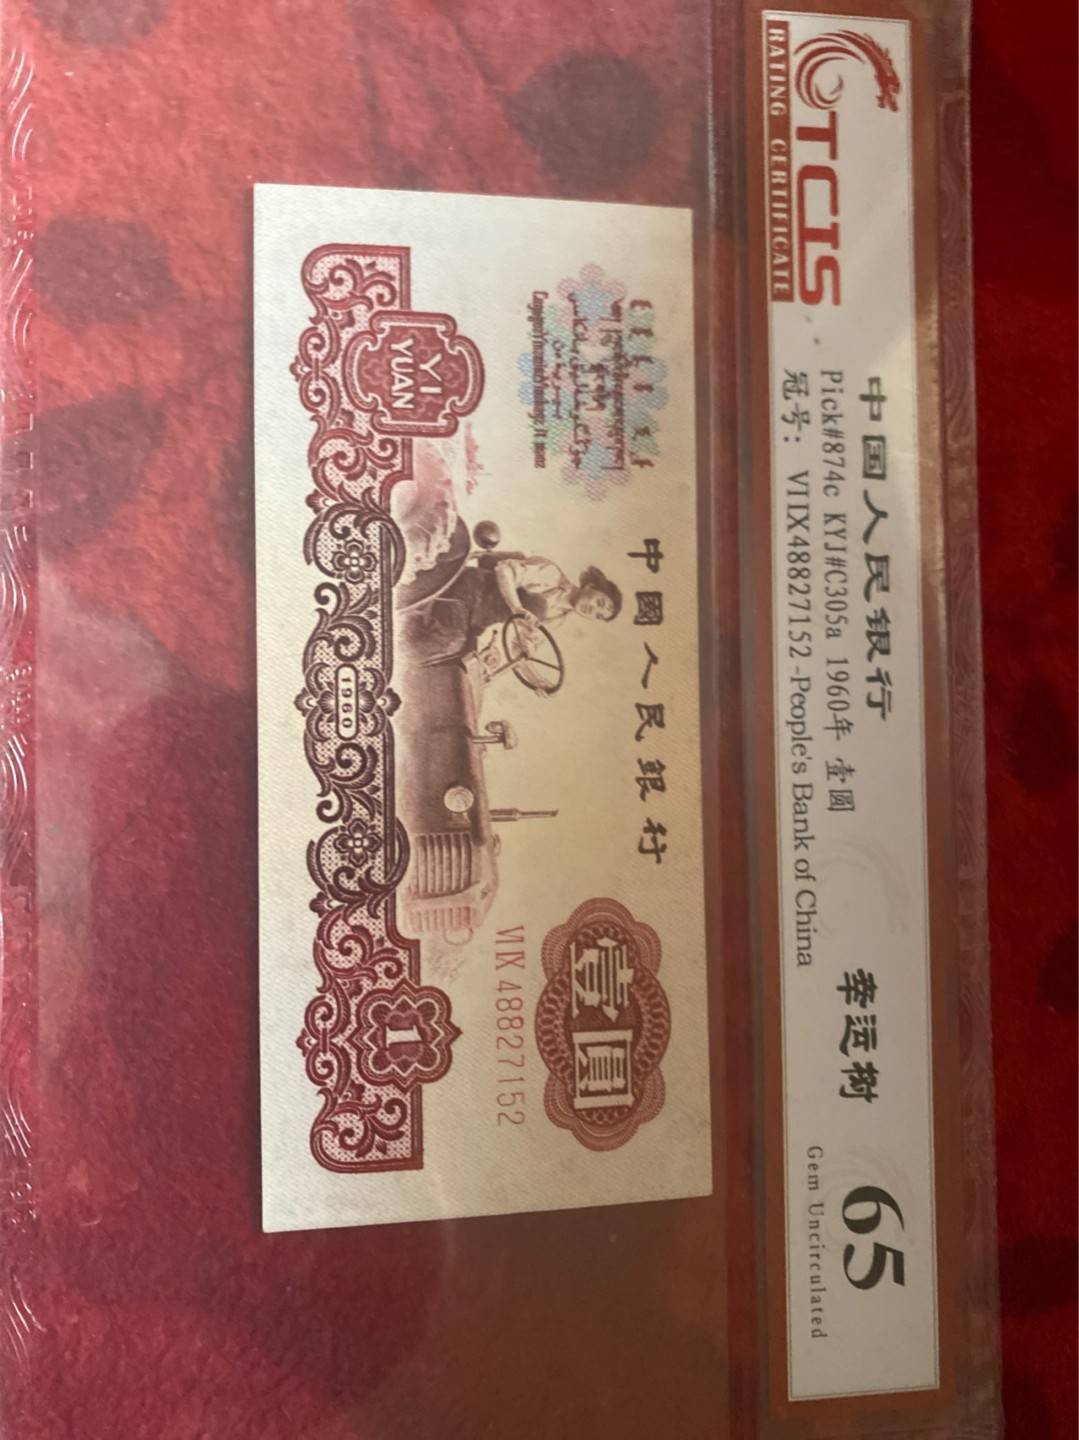 TCIS
RATING CERTIFICATE
中国人民银行
Pick#874c KYJ#C305a 1960年 壹圆
冠号: VIIX48827152-People's Bank of China
幸运树
65
Gem Uncirculated
中國人民銀行
壹圓
VIIX 48827152
YI
YUAN
1960
1